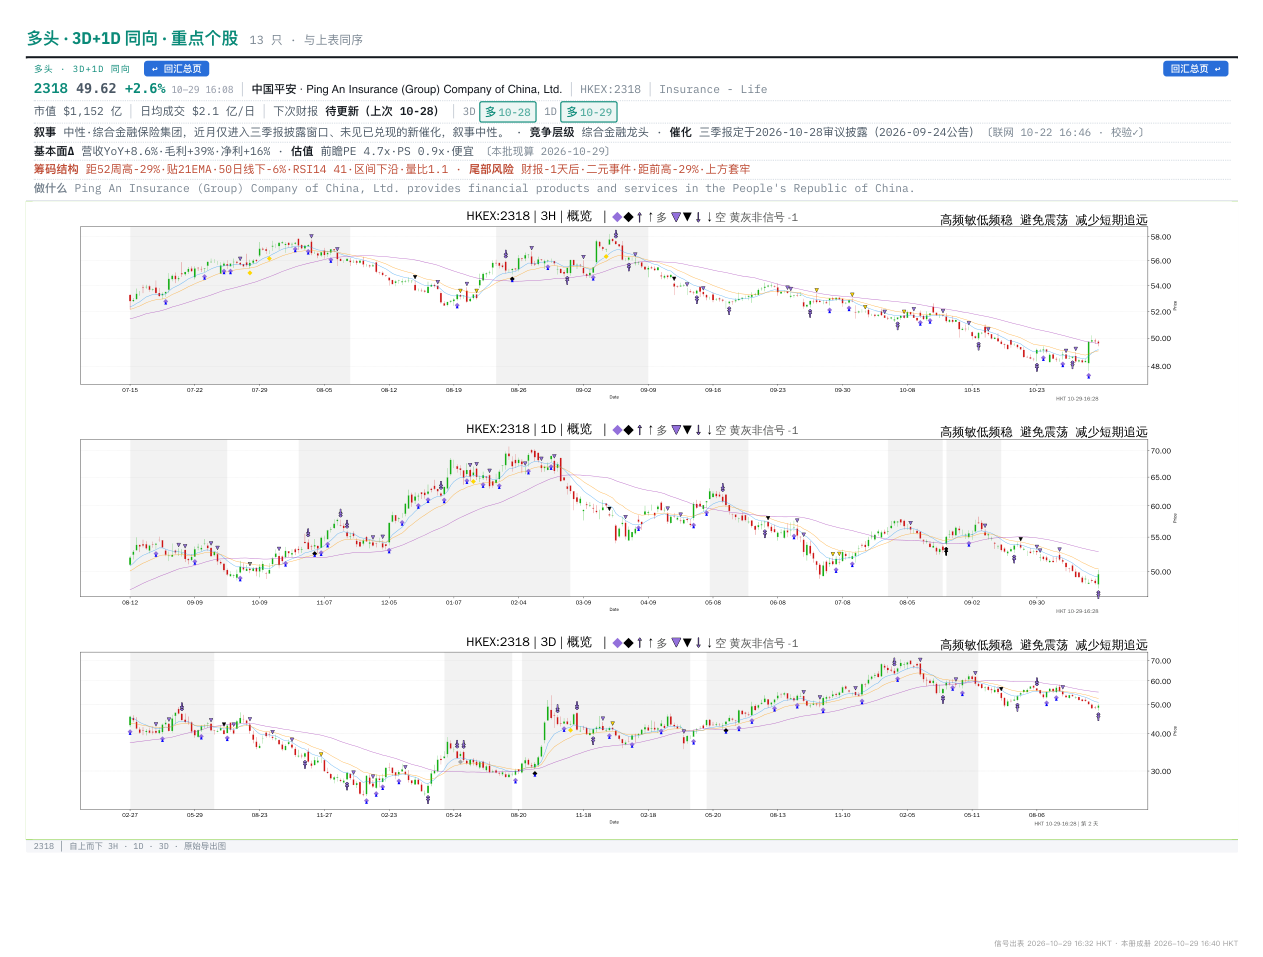 多头 · 3D+1D 同向 · 重点个股 13 只 · 与上表同序
多头 · 3D+1D 同向 ↩ 回汇总页 回汇总页 ↩
2318 49.62 +2.6% 10-29 16:08 │ 中国平安 · Ping An Insurance (Group) Company of China, Ltd. │ HKEX:2318 │ Insurance - Life
市值 $1,152 亿 │ 日均成交 $2.1 亿/日 │ 下次财报 待更新（上次 10-28） │ 3D 多 10-28 1D 多 10-29
叙事 中性·综合金融保险集团，近月仅进入三季报披露窗口、未见已兑现的新催化，叙事中性。 · 竞争层级 综合金融龙头 · 催化 三季报定于2026-10-28审议披露（2026-09-24公告） 〔联网 10-22 16:46 · 校验✓〕
基本面Δ 营收YoY+8.6%·毛利+39%·净利+16% · 估值 前瞻PE 4.7x·PS 0.9x·便宜 〔本批现算 2026-10-29〕
筹码结构 距52周高-29%·贴21EMA·50日线下-6%·RSI14 41·区间下沿·量比1.1 · 尾部风险 财报-1天后·二元事件·距前高-29%·上方套牢
做什么 Ping An Insurance (Group) Company of China, Ltd. provides financial products and services in the People's Republic of China.
HKEX:2318 | 3H | 概览 | ◆◆↑↑多 ▼▼↓↓空 黄灰非信号 -1
高频敏低频稳 避免震荡 减少短期追远
58.00
56.00
54.00
52.00
50.00
48.00
Price
07-15 07-22 07-29 08-05 08-12 08-19 08-26 09-02 09-09 09-16 09-23 09-30 10-08 10-15 10-23
Date
HKT 10-29-16:28
HKEX:2318 | 1D | 概览 | ◆◆↑↑多 ▼▼↓↓空 黄灰非信号 -1
高频敏低频稳 避免震荡 减少短期追远
70.00
65.00
60.00
55.00
50.00
Price
08-12 09-09 10-09 11-07 12-05 01-07 02-04 03-09 04-09 05-08 06-08 07-08 08-05 09-02 09-30
Date
HKT 10-29-16:28
HKEX:2318 | 3D | 概览 | ◆◆↑↑多 ▼▼↓↓空 黄灰非信号 -1
高频敏低频稳 避免震荡 减少短期追远
70.00
60.00
50.00
40.00
30.00
Price
02-27 05-29 08-23 11-27 02-23 05-24 08-20 11-18 02-18 05-20 08-13 11-10 02-05 05-11 08-06
Date
HKT 10-29-16:28 | 第 2 天
2318 │ 自上而下 3H · 1D · 3D · 原始导出图
信号出表 2026-10-29 16:32 HKT · 本册成册 2026-10-29 16:40 HKT